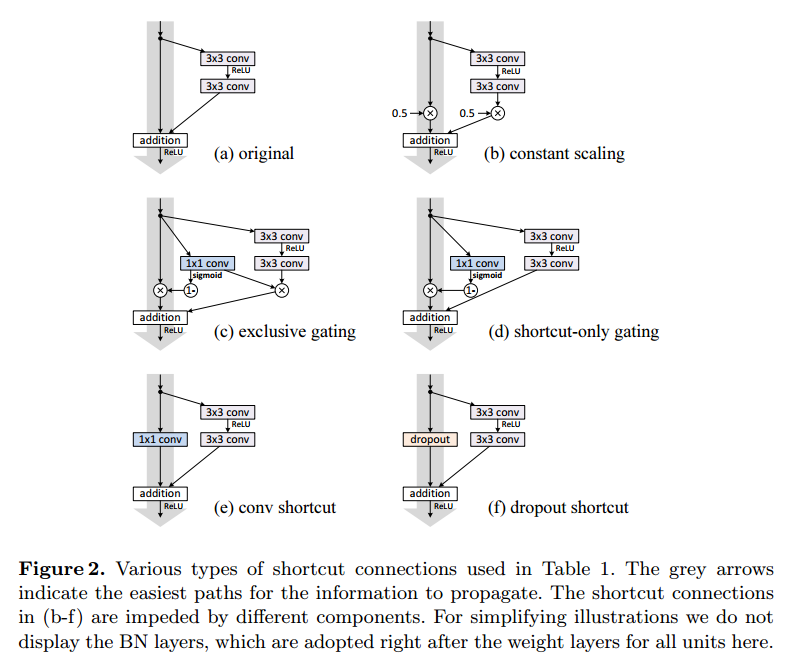 3x3 conv
ReLU
3x3 conv
addition
ReLU
(a) original
3x3 conv
ReLU
3x3 conv
0.5
0.5
addition
ReLU
(b) constant scaling
3x3 conv
ReLU
1x1 conv
3x3 conv
sigmoid
1-
addition
ReLU
(c) exclusive gating
3x3 conv
ReLU
1x1 conv
3x3 conv
sigmoid
1-
addition
ReLU
(d) shortcut-only gating
3x3 conv
ReLU
1x1 conv
3x3 conv
addition
ReLU
(e) conv shortcut
3x3 conv
ReLU
dropout
3x3 conv
addition
ReLU
(f) dropout shortcut
Figure 2. Various types of shortcut connections used in Table 1. The grey arrows
indicate the easiest paths for the information to propagate. The shortcut connections
in (b-f) are impeded by different components. For simplifying illustrations we do not
display the BN layers, which are adopted right after the weight layers for all units here.